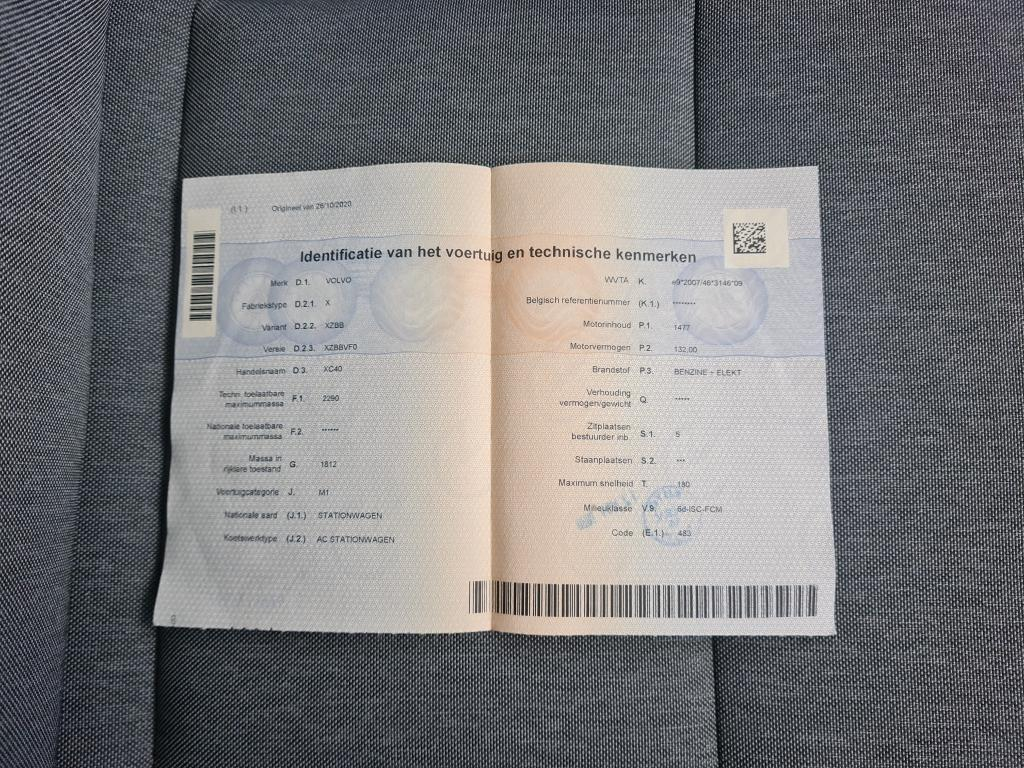 (I.1.) Origineel van 26/10/2020
Identificatie van het voertuig en technische kenmerken
Merk D.1. VOLVO
Fabriekstype D.2.1. X
Variant D.2.2. XZBB
Versie D.2.3. XZBBVF0
Handelsnaam D.3. XC40
Techn. toelaatbare
maximummassa F.1. 2290
Nationale toelaatbare
maximummassa F.2. ******
Massa in
rijklare toestand G. 1812
Voertuigcategorie J. M1
Nationale aard (J.1.) STATIONWAGEN
Koetswerktype (J.2.) AC STATIONWAGEN
WVTA K. e9*2007/46*3146*09
Belgisch referentienummer (K.1.) ********
Motorinhoud P.1. 1477
Motorvermogen P.2. 132,00
Brandstof P.3. BENZINE + ELEKT
Verhouding
vermogen/gewicht Q. *****
Zitplaatsen
bestuurder inb. S.1. 5
Staanplaatsen S.2. ***
Maximum snelheid T. 180
Milieuklasse V.9. 6d-ISC-FCM
Code (E.1.) 483